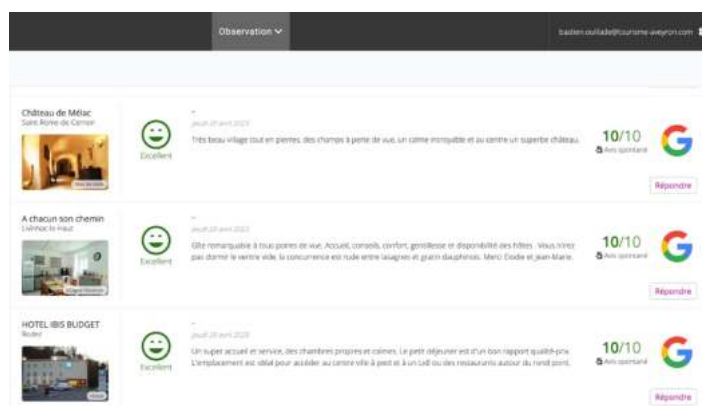 Observation
bastien.ouillade@tourisme-aveyron.com
Château de Mélac
Saint Rome de Cernon
Excellent
–
jeudi 20 avril 2023
Très beau village tout en pierres, des champs à perte de vue, un calme incroyable et au centre un superbe château.
10/10
Avis spontané
Répondre
A chacun son chemin
Livinhac le Haut
Excellent
–
jeudi 20 avril 2023
Gîte remarquable à tous points de vue. Accueil, conseils, confort, gentillesse et disponibilité des hôtes . Vous n'irez
pas dormir le ventre vide, la concurrence est rude entre lasagnes et gratin dauphinois. Merci Elodie et Jean-Marie.
10/10
Avis spontané
Répondre
HOTEL IBIS BUDGET
Rodez
Hôtel
Excellent
–
jeudi 20 avril 2023
Un super accueil et service, des chambres propres et calmes. Le petit déjeuner est d'un bon rapport qualité-prix.
L'emplacement est idéal pour accéder au centre ville à pied et à un Lidl ou des restaurants autour du rond point.
10/10
Avis spontané
Répondre